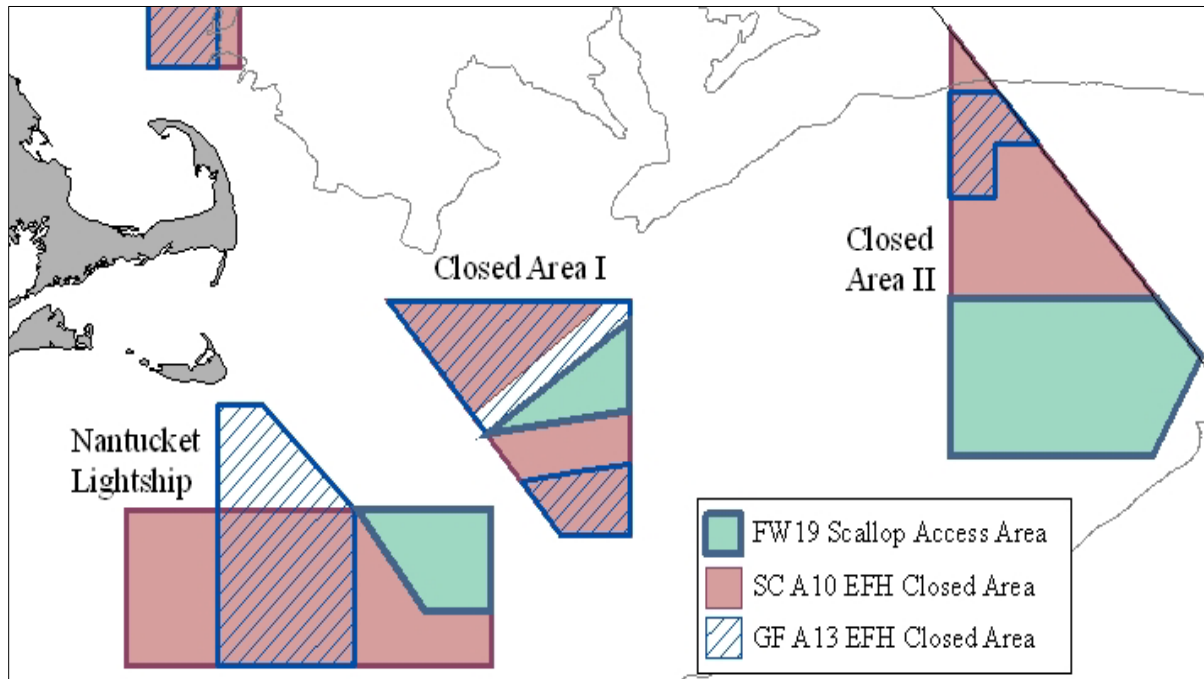 Closed Area I
Closed
Area II
Nantucket
Lightship
FW19 Scallop Access Area
SC A10 EFH Closed Area
GF A13 EFH Closed Area